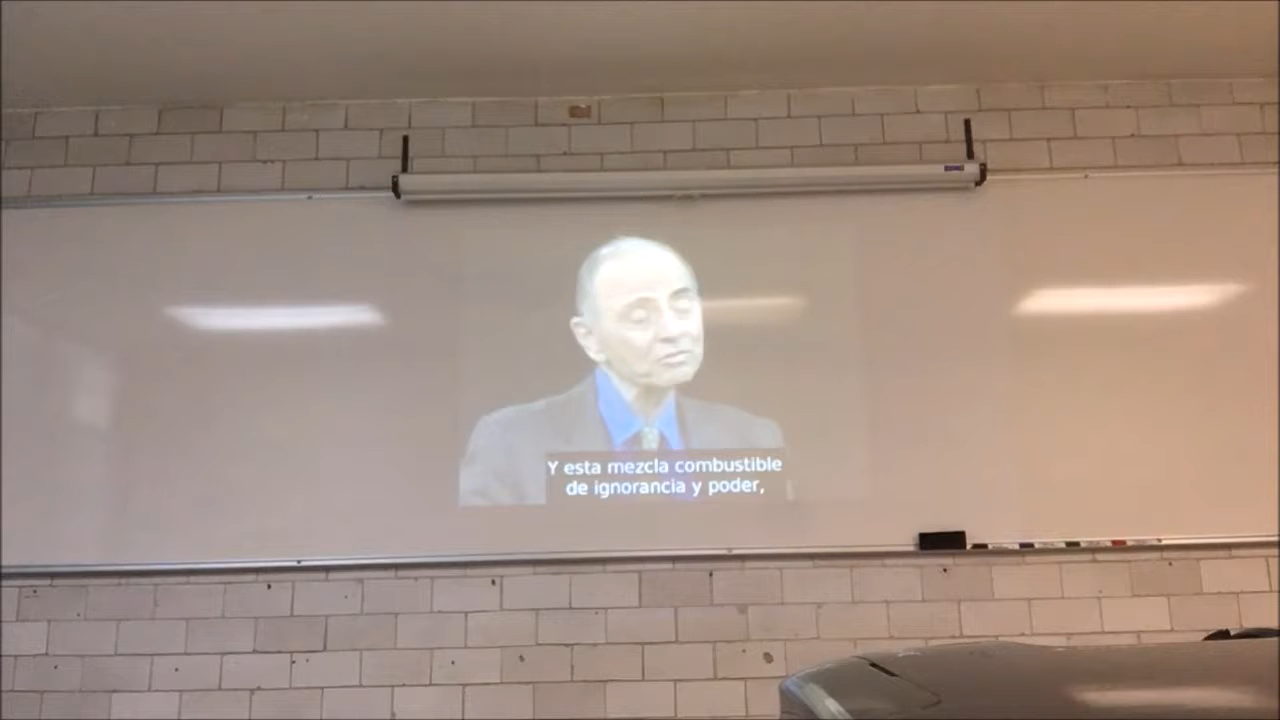 Y esta mezcla combustible
de ignorancia y poder,